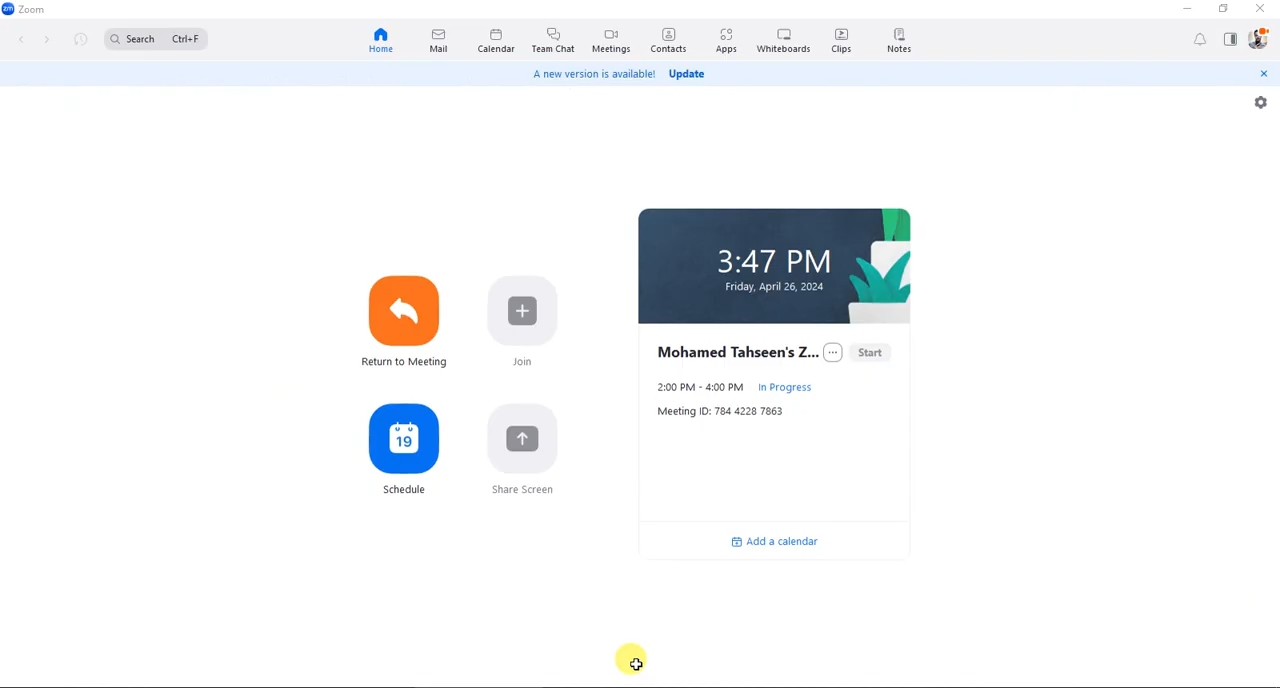 zm Zoom
Search Ctrl+F
Home Mail Calendar Team Chat Meetings Contacts Apps Whiteboards Clips Notes
A new version is available! Update
3:47 PM
Friday, April 26, 2024
Return to Meeting
Join
Mohamed Tahseen's Z... Start
2:00 PM - 4:00 PM In Progress
Meeting ID: 784 4228 7863
19
Schedule
Share Screen
Add a calendar